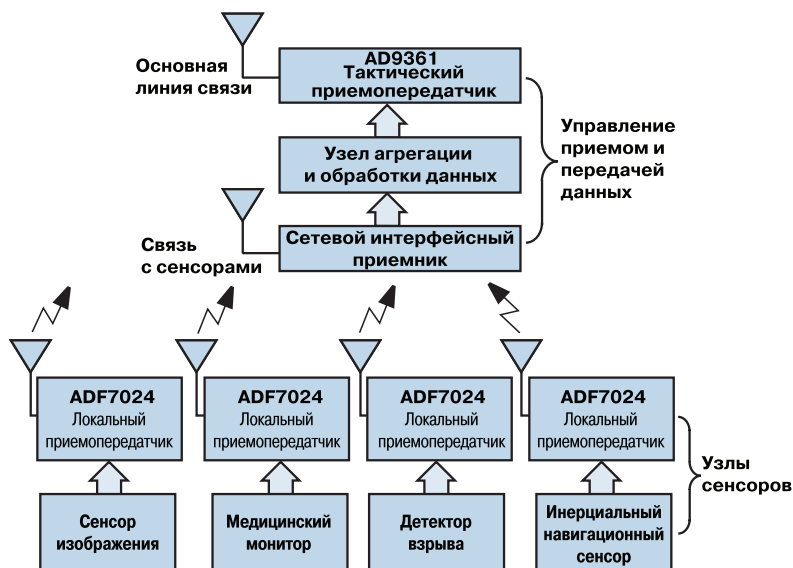 Основная
линия связи
AD9361
Тактический
приемопередатчик
Узел агрегации
и обработки данных
Управление
приемом и
передачей
данных
Связь
с сенсорами
Сетевой интерфейсный
приемник
ADF7024
Локальный
приемопередатчик
ADF7024
Локальный
приемопередатчик
ADF7024
Локальный
приемопередатчик
ADF7024
Локальный
приемопередатчик
Узлы
сенсоров
Сенсор
изображения
Медицинский
монитор
Детектор
взрыва
Инерциальный
навигационный
сенсор